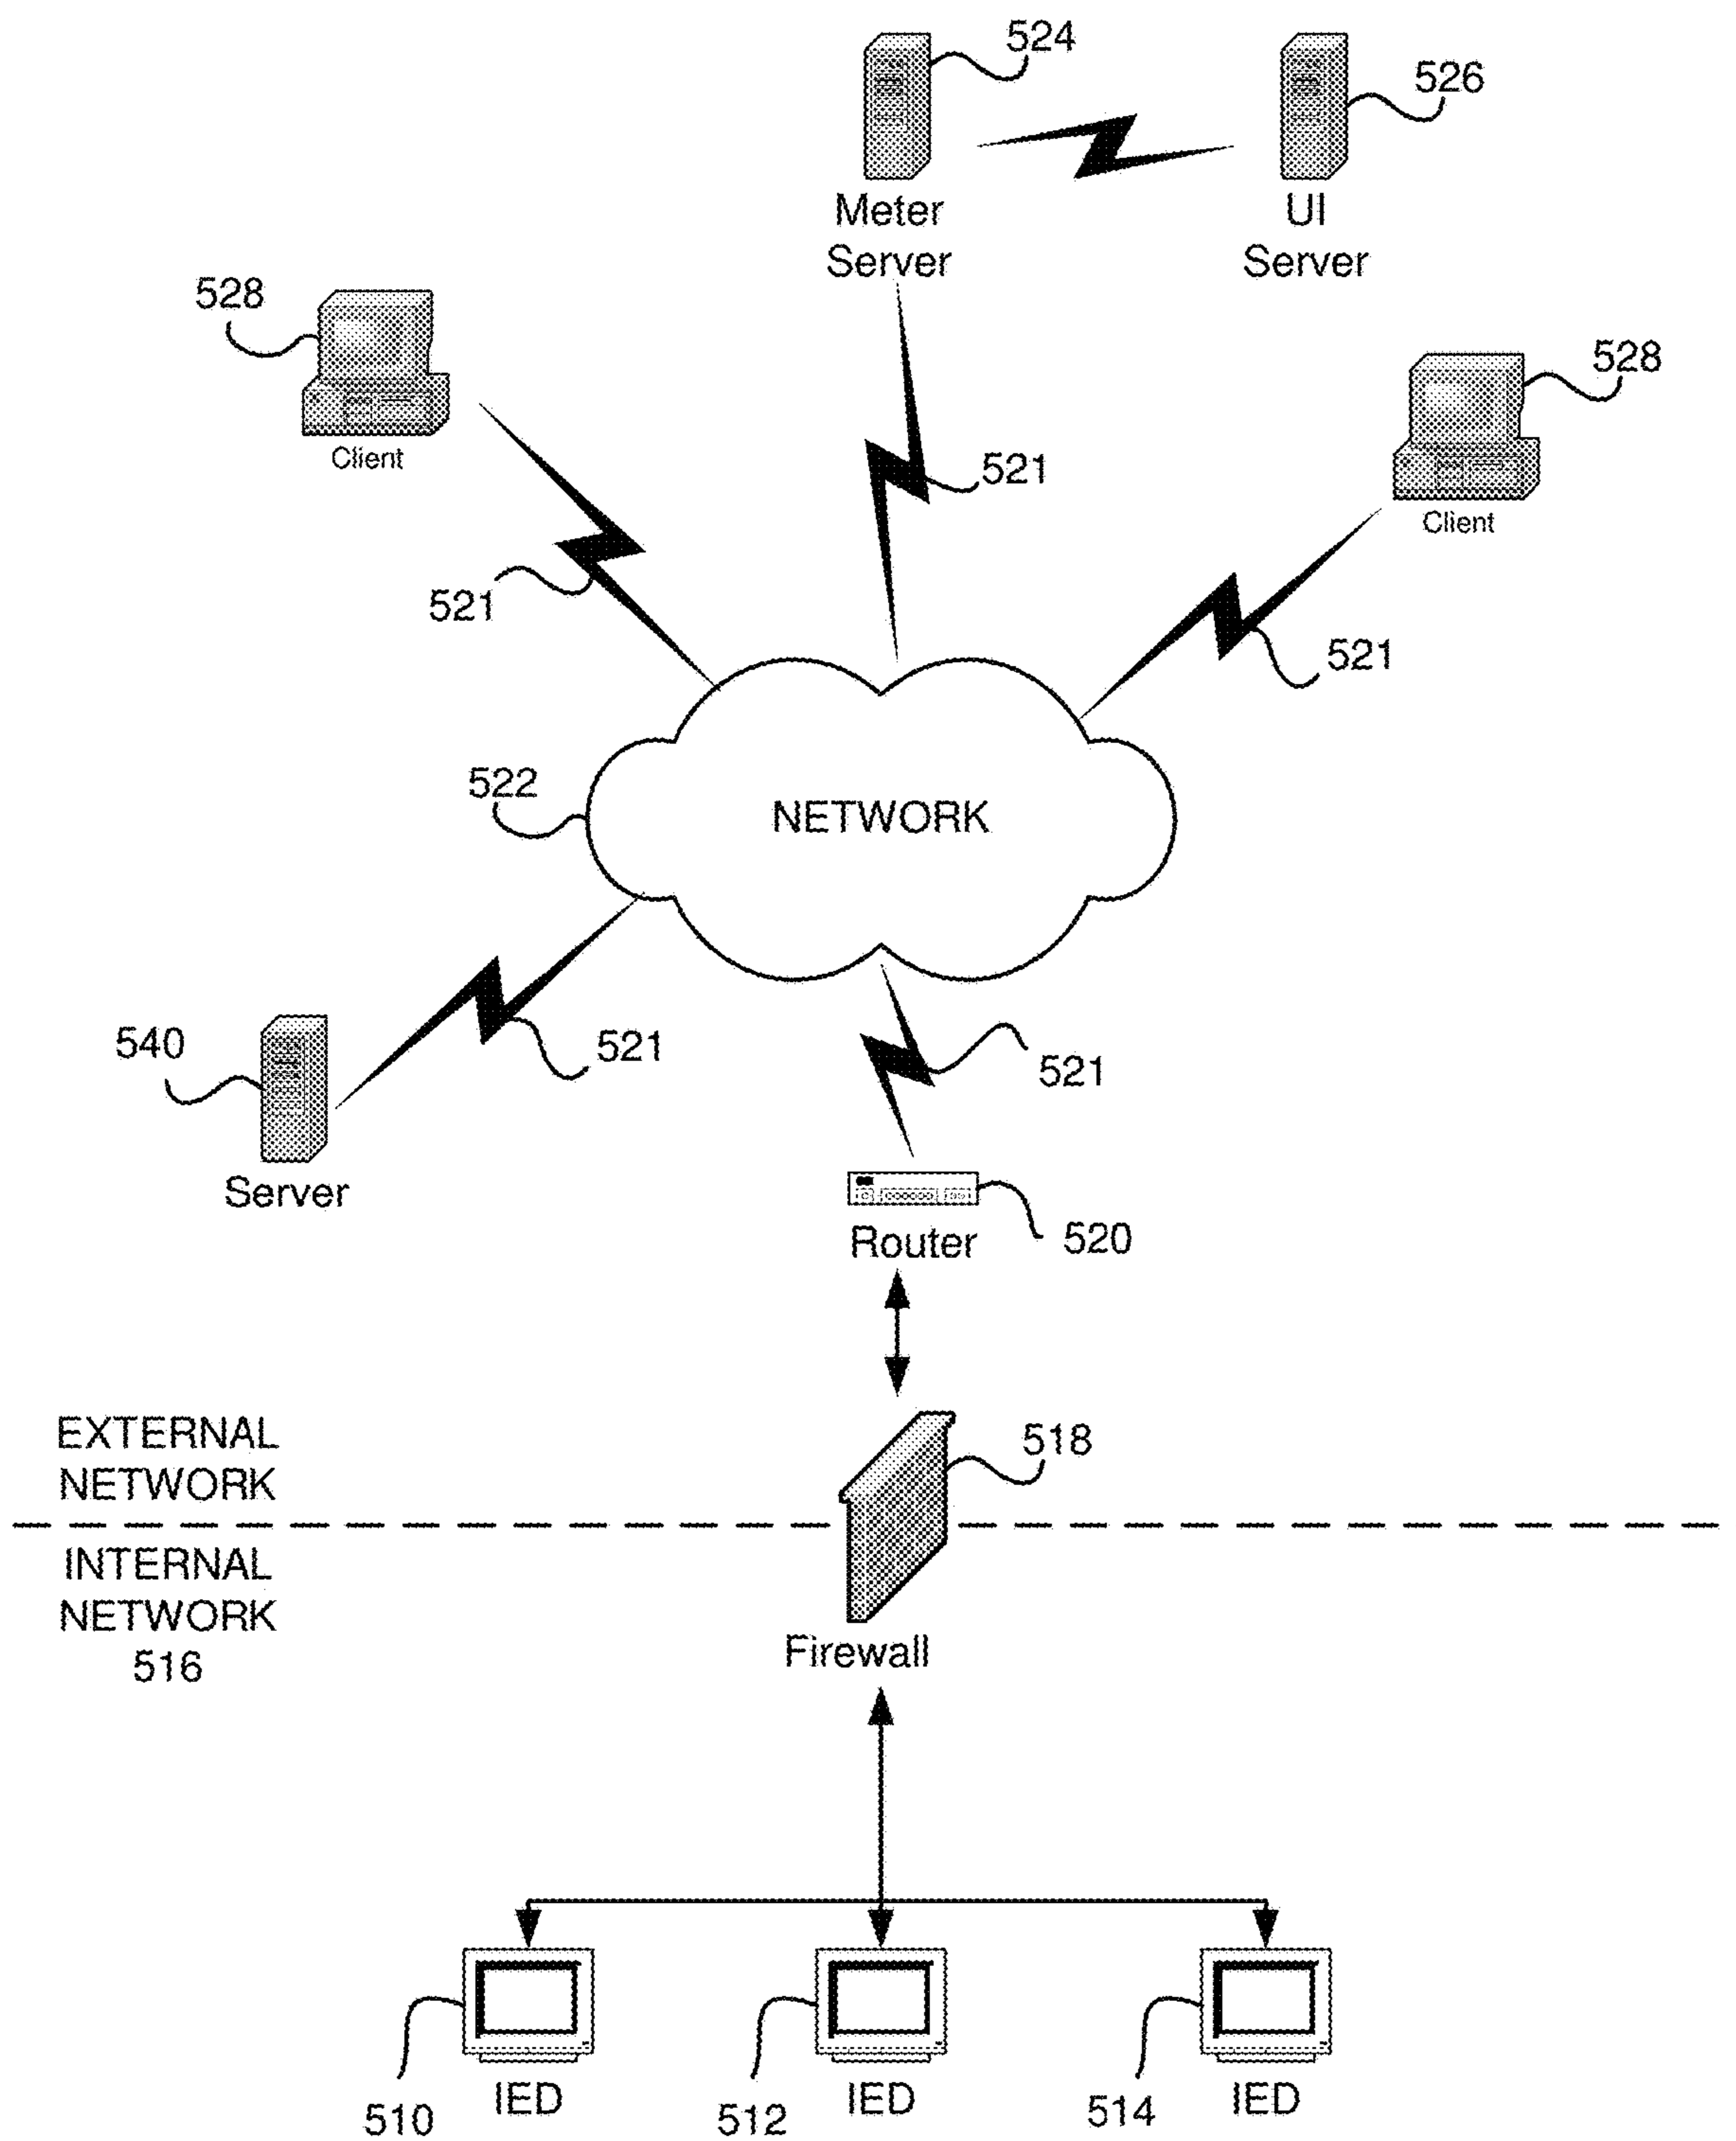 524
526
Meter
Server
UI
Server
528
Client
528
Client
521
521
521
522
NETWORK
540
Server
521
521
Router
520
EXTERNAL
NETWORK
518
INTERNAL
NETWORK
516
Firewall
510
IED
512
IED
514
IED